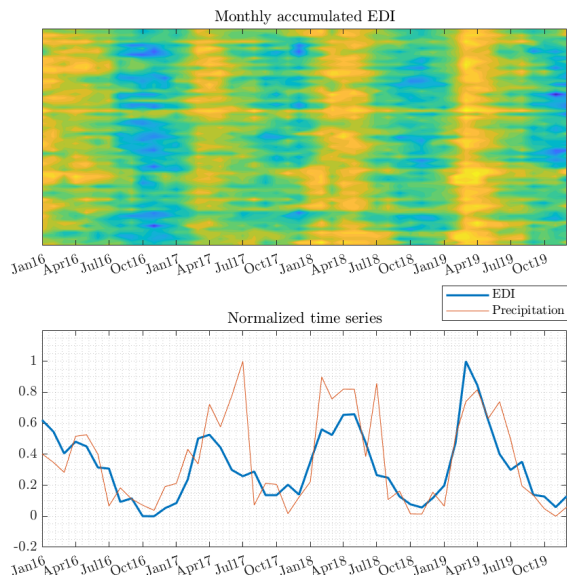 Monthly accumulated EDI
Jan16 Apr16 Jul16 Oct16 Jan17 Apr17 Jul17 Oct17 Jan18 Apr18 Jul18 Oct18 Jan19 Apr19 Jul19 Oct19
EDI
Precipitation
Normalized time series
1
0.8
0.6
0.4
0.2
0
-0.2
Jan16 Apr16 Jul16 Oct16 Jan17 Apr17 Jul17 Oct17 Jan18 Apr18 Jul18 Oct18 Jan19 Apr19 Jul19 Oct19